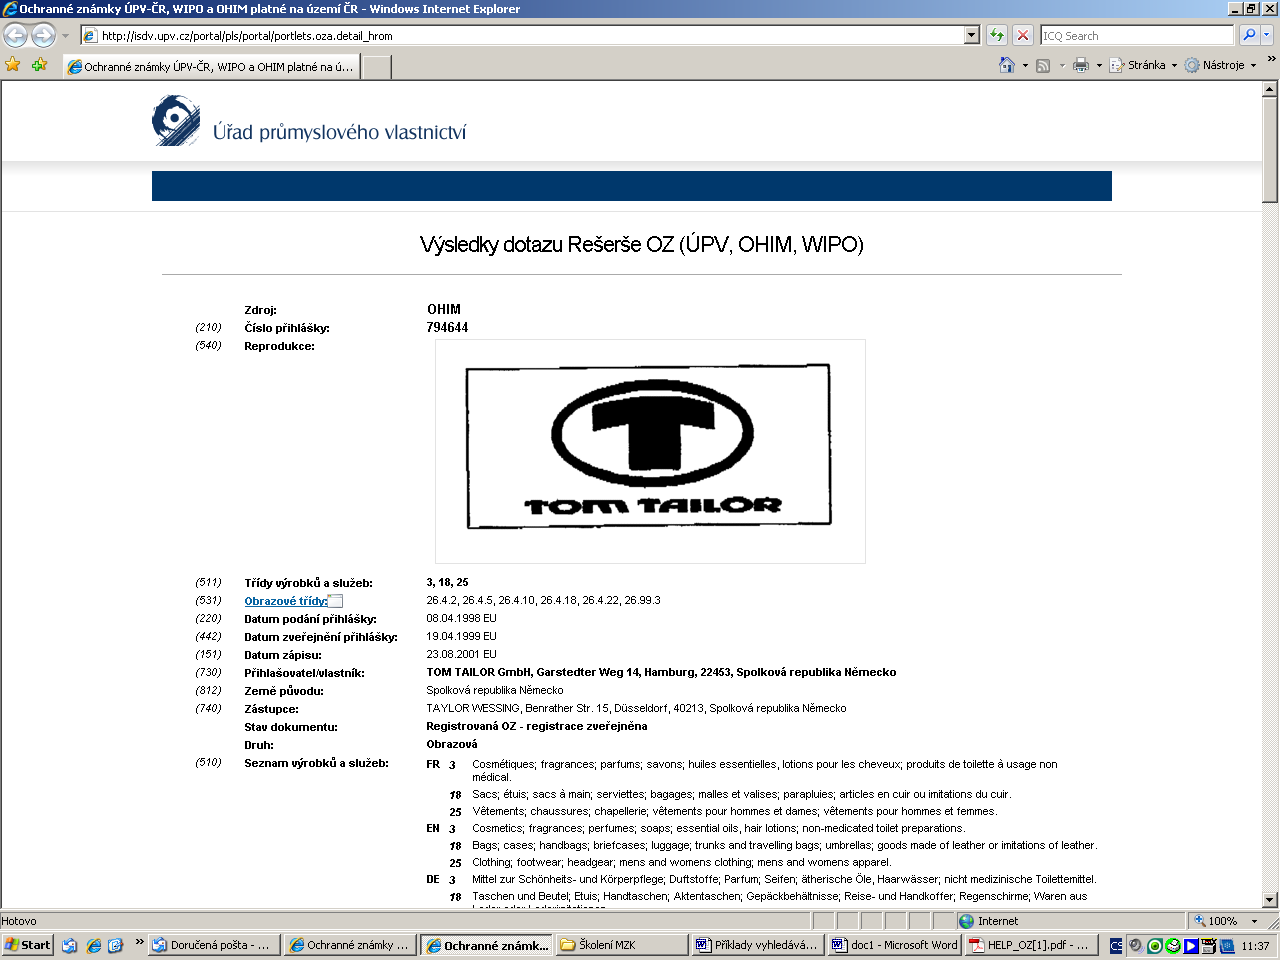 Ochranné známky ÚPV-ČR, WIPO a OHIM platné na území ČR - Windows Internet Explorer
http://isdv.upv.cz/portal/pls/portal/portlets.oza.detail_hrom
ICQ Search
Ochranné známky ÚPV-ČR, WIPO a OHIM platné na ú...
Stránka
Nástroje
Úřad průmyslového vlastnictví
Výsledky dotazu Rešerše OZ (ÚPV, OHIM, WIPO)
Zdroj: OHIM
(210) Číslo přihlášky: 794644
(540) Reprodukce:
T
TOM TAILOR
(511) Třídy výrobků a služeb: 3, 18, 25
(531) Obrazové třídy: 26.4.2, 26.4.5, 26.4.10, 26.4.18, 26.4.22, 26.99.3
(220) Datum podání přihlášky: 08.04.1998 EU
(442) Datum zveřejnění přihlášky: 19.04.1999 EU
(151) Datum zápisu: 23.08.2001 EU
(730) Přihlašovatel/vlastník: TOM TAILOR GmbH, Garstedter Weg 14, Hamburg, 22453, Spolková republika Německo
(812) Země původu: Spolková republika Německo
(740) Zástupce: TAYLOR WESSING, Benrather Str. 15, Düsseldorf, 40213, Spolková republika Německo
Stav dokumentu: Registrovaná OZ - registrace zveřejněna
Druh: Obrazová
(510) Seznam výrobků a služeb: FR 3 Cosmétiques; fragrances; parfums; savons; huiles essentielles, lotions pour les cheveux; produits de toilette à usage non
médical.
18 Sacs; étuis; sacs à main; serviettes; bagages; malles et valises; parapluies; articles en cuir ou imitations du cuir.
25 Vêtements; chaussures; chapellerie; vêtements pour hommes et dames; vêtements pour hommes et femmes.
EN 3 Cosmetics; fragrances; perfumes; soaps; essential oils, hair lotions; non-medicated toilet preparations.
18 Bags; cases; handbags; briefcases; luggage; trunks and travelling bags; umbrellas; goods made of leather or imitations of leather.
25 Clothing; footwear; headgear; mens and womens clothing; mens and womens apparel.
DE 3 Mittel zur Schönheits- und Körperpflege; Duftstoffe; Parfum; Seifen; ätherische Öle, Haarwässer; nicht medizinische Toilettemittel.
18 Taschen und Beutel; Etuis; Handtaschen; Aktentaschen; Gepäckbehältnisse; Reise- und Handkoffer; Regenschirme; Waren aus
Hotovo
Internet
100%
Start
Doručená pošta - ...
Ochranné známky ...
Ochranné známk...
Školení MZK
Příklady vyhledává...
doc1 - Microsoft Word
HELP_OZ[1].pdf - ...
CS
11:37